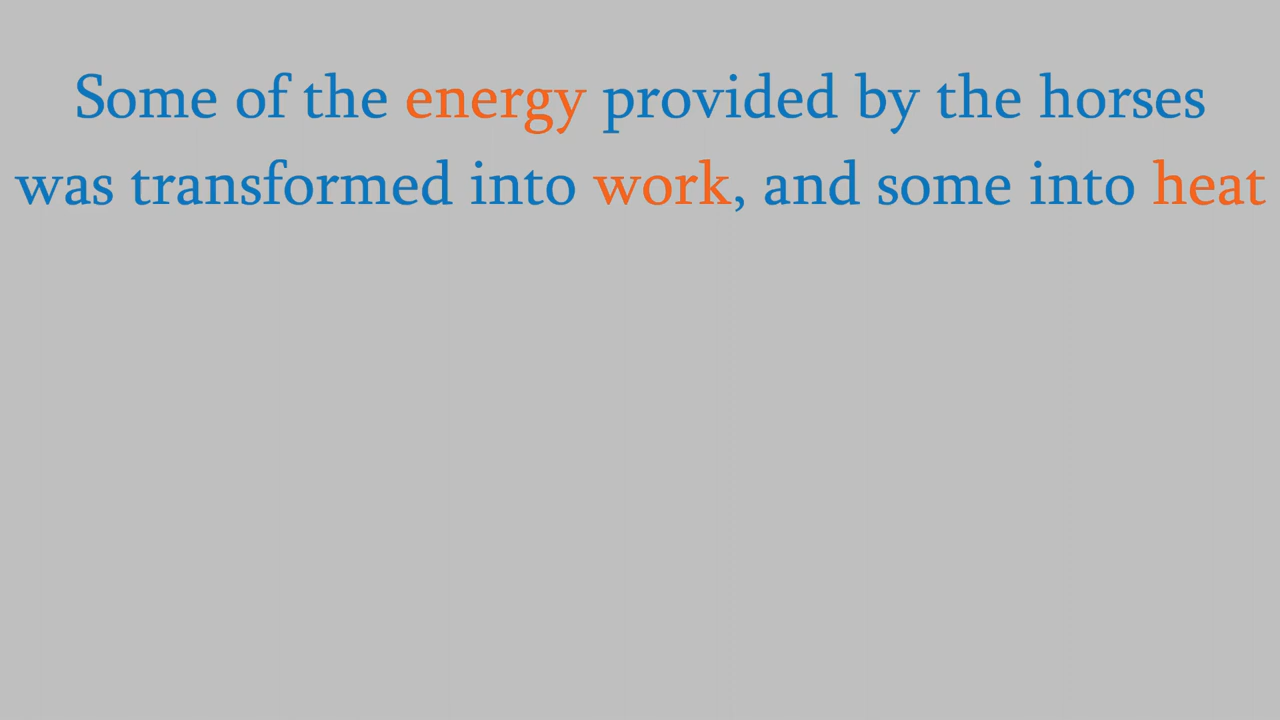 Some of the energy provided by the horses
was transformed into work, and some into heat